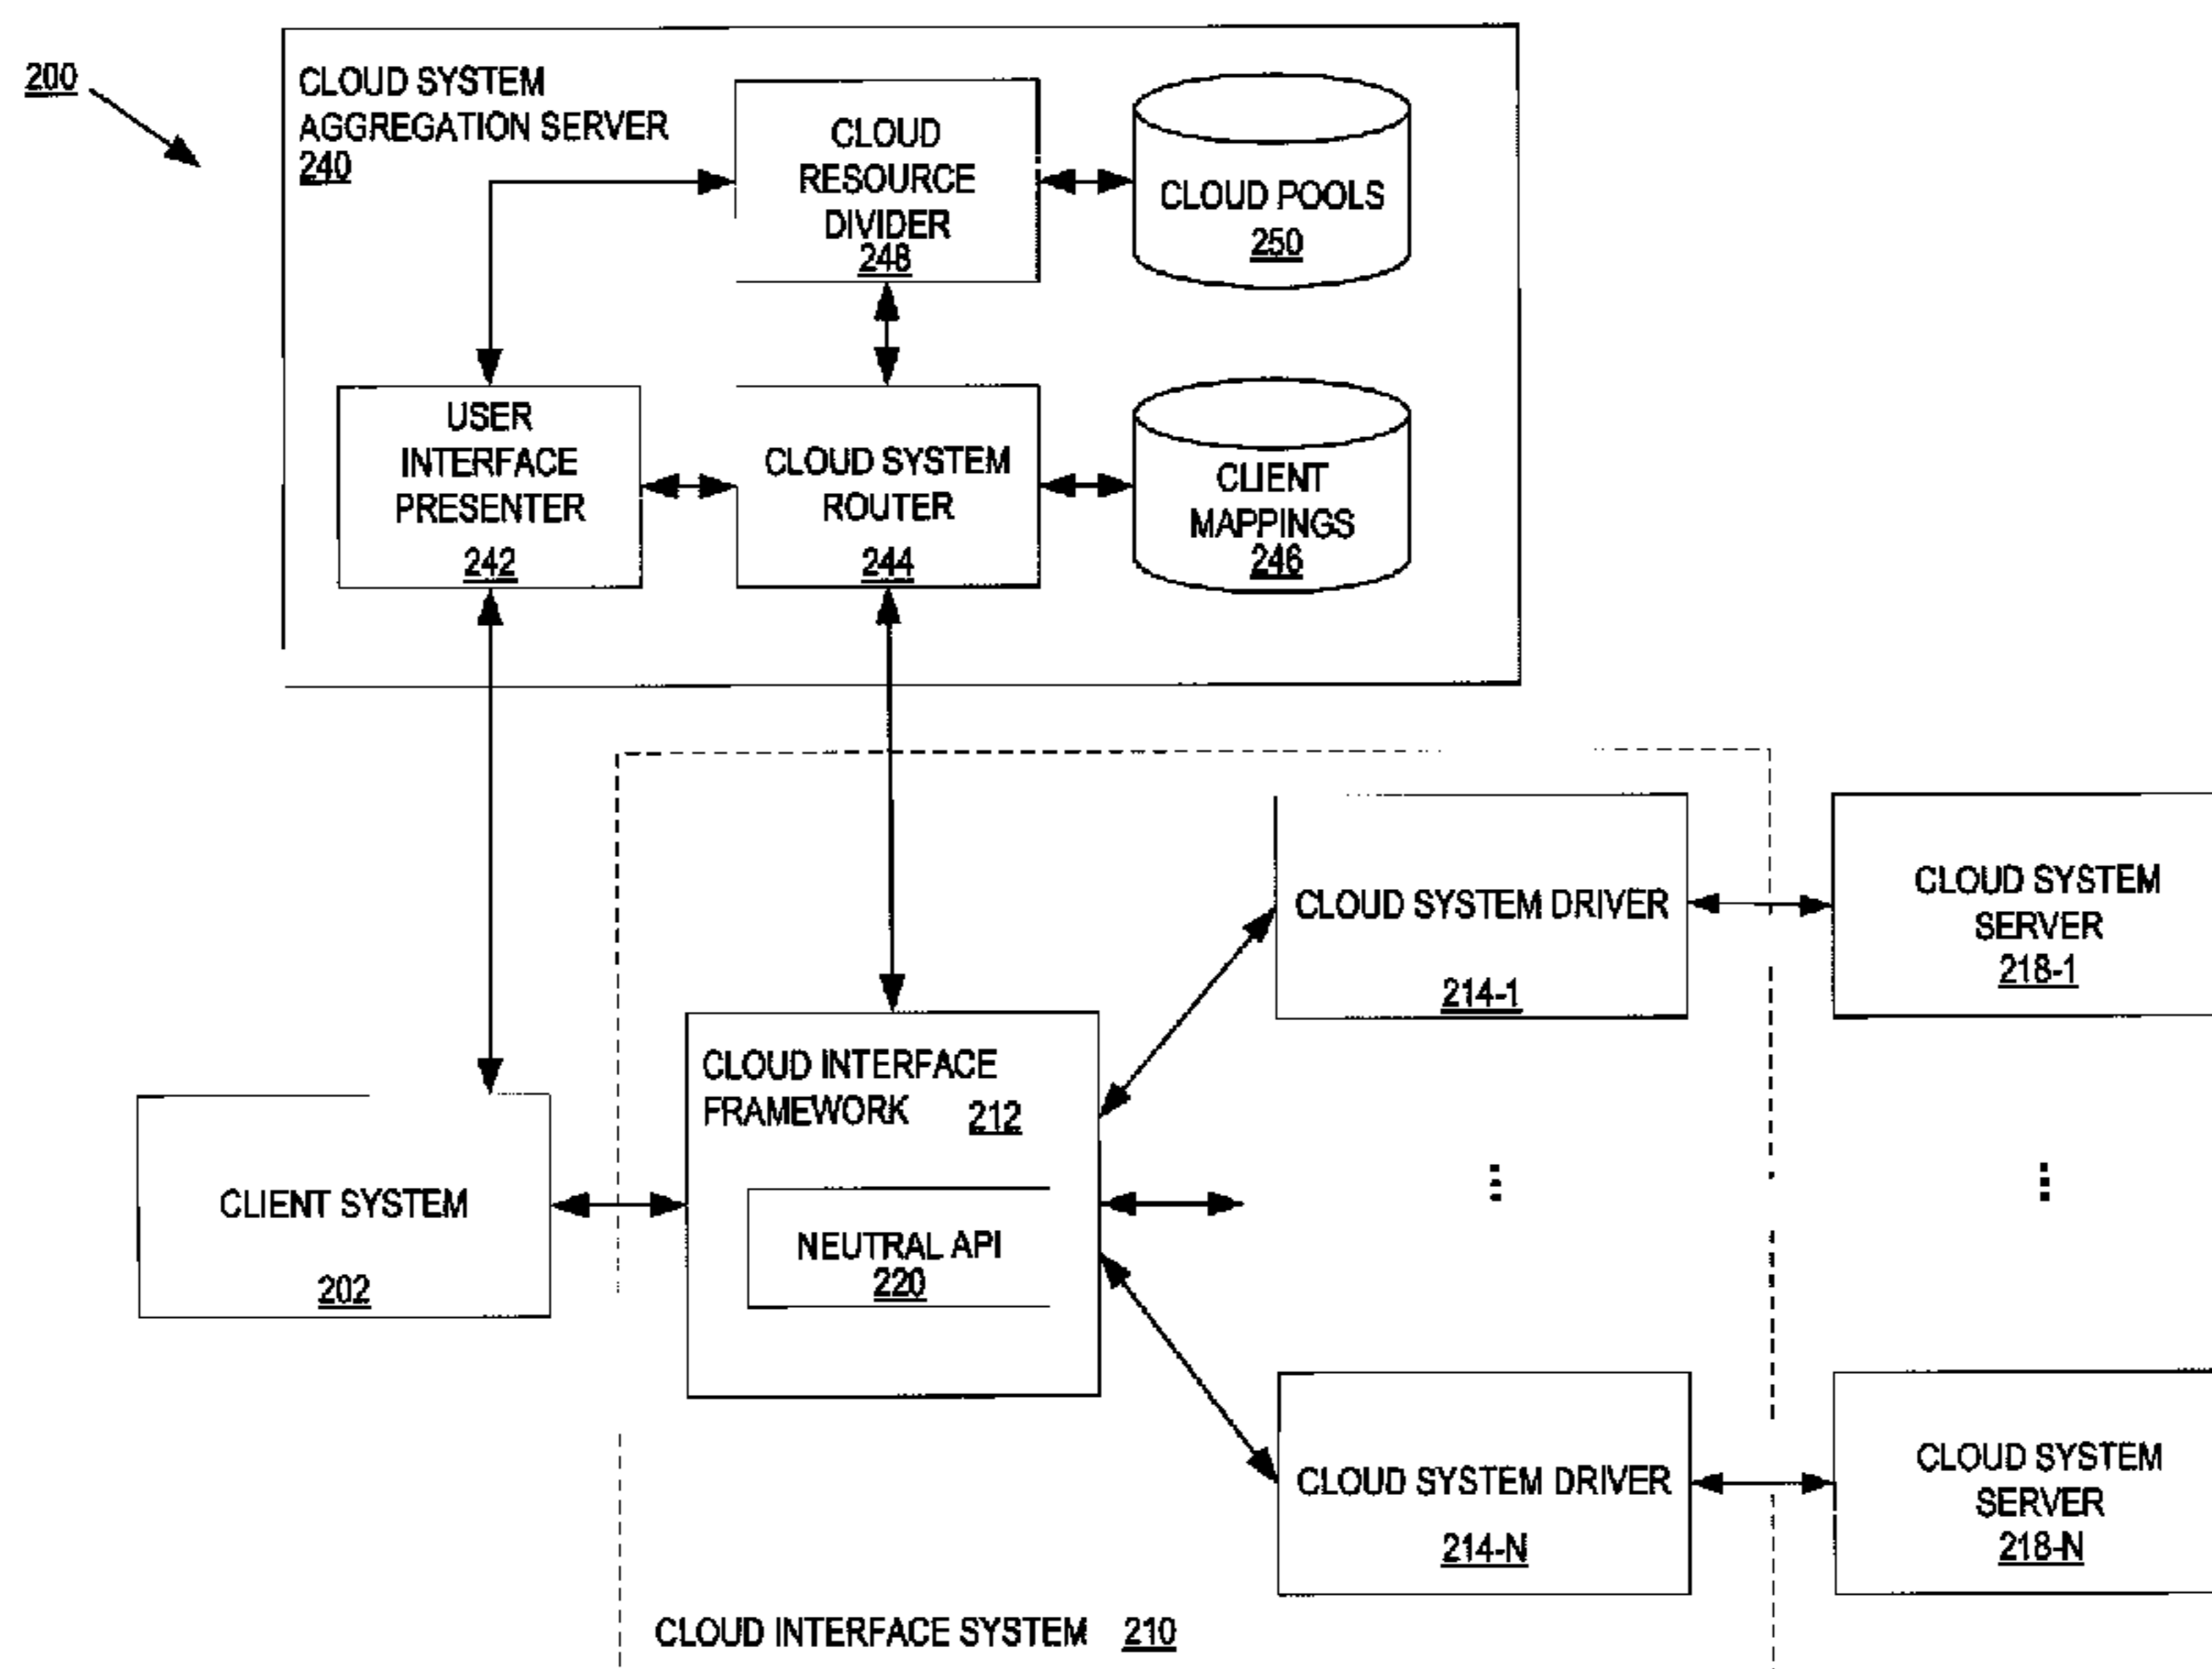 200
CLOUD SYSTEM
AGGREGATION SERVER
240
CLOUD
RESOURCE
DIVIDER
248
CLOUD POOLS
250
USER
INTERFACE
PRESENTER
242
CLOUD SYSTEM
ROUTER
244
CLIENT
MAPPINGS
246
CLOUD SYSTEM DRIVER
214-1
CLOUD SYSTEM
SERVER
218-1
CLOUD INTERFACE
FRAMEWORK 212
NEUTRAL API
220
CLIENT SYSTEM
202
CLOUD SYSTEM DRIVER
214-N
CLOUD SYSTEM
SERVER
218-N
CLOUD INTERFACE SYSTEM 210